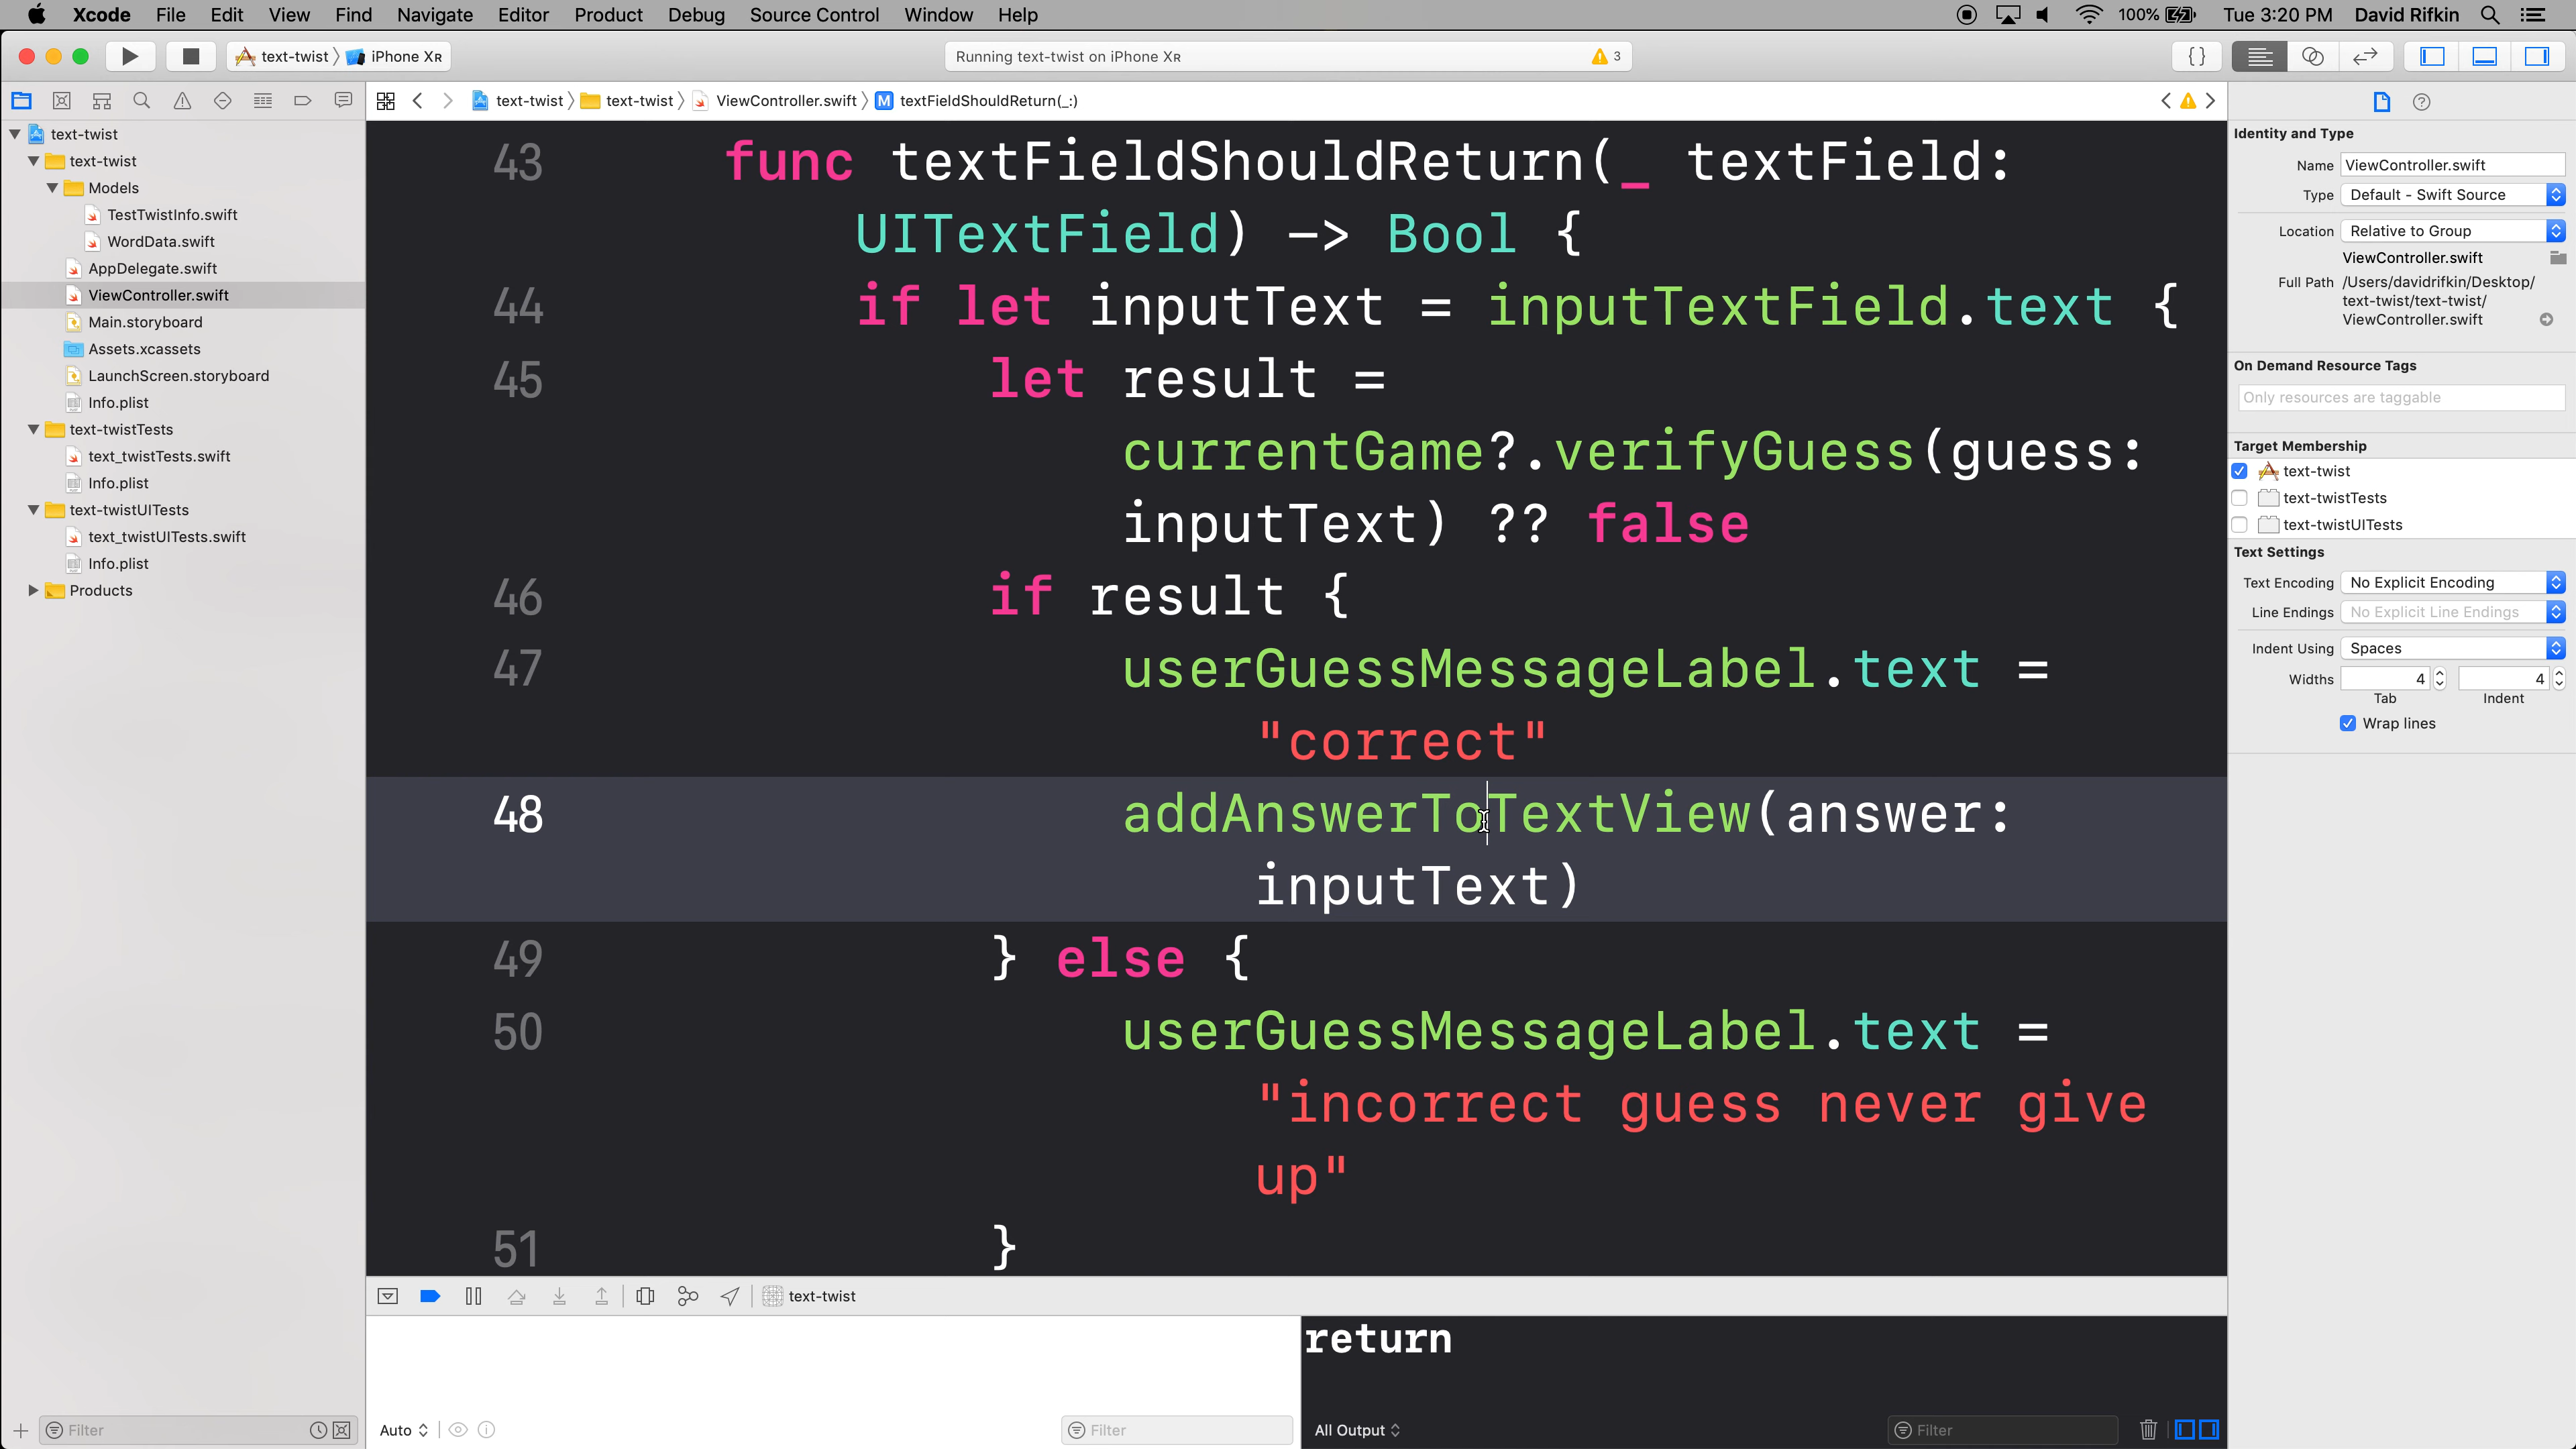 Xcode File Edit View Find Navigate Editor Product Debug Source Control Window Help 100% Tue 3:20 PM David Rifkin
text-twist iPhone XR Running text-twist on iPhone XR 3 {}
text-twist text-twist ViewController.swift M textFieldShouldReturn(_:)
text-twist
text-twist
Models
TestTwistInfo.swift
WordData.swift
AppDelegate.swift
ViewController.swift
Main.storyboard
Assets.xcassets
LaunchScreen.storyboard
Info.plist
text-twistTests
text_twistTests.swift
Info.plist
text-twistUITests
text_twistUITests.swift
Info.plist
Products
Filter
43 func textFieldShouldReturn(_ textField:
UITextField) -> Bool {
44 if let inputText = inputTextField.text {
45 let result =
currentGame?.verifyGuess(guess:
inputText) ?? false
46 if result {
47 userGuessMessageLabel.text =
"correct"
48 addAnswerToTextView(answer:
inputText)
49 } else {
50 userGuessMessageLabel.text =
"incorrect guess never give
up"
51 }
text-twist
Auto Filter
return
All Output Filter
Identity and Type
Name ViewController.swift
Type Default - Swift Source
Location Relative to Group
ViewController.swift
Full Path /Users/davidrifkin/Desktop/
text-twist/text-twist/
ViewController.swift
On Demand Resource Tags
Only resources are taggable
Target Membership
text-twist
text-twistTests
text-twistUITests
Text Settings
Text Encoding No Explicit Encoding
Line Endings No Explicit Line Endings
Indent Using Spaces
Widths 4 4
Tab Indent
Wrap lines